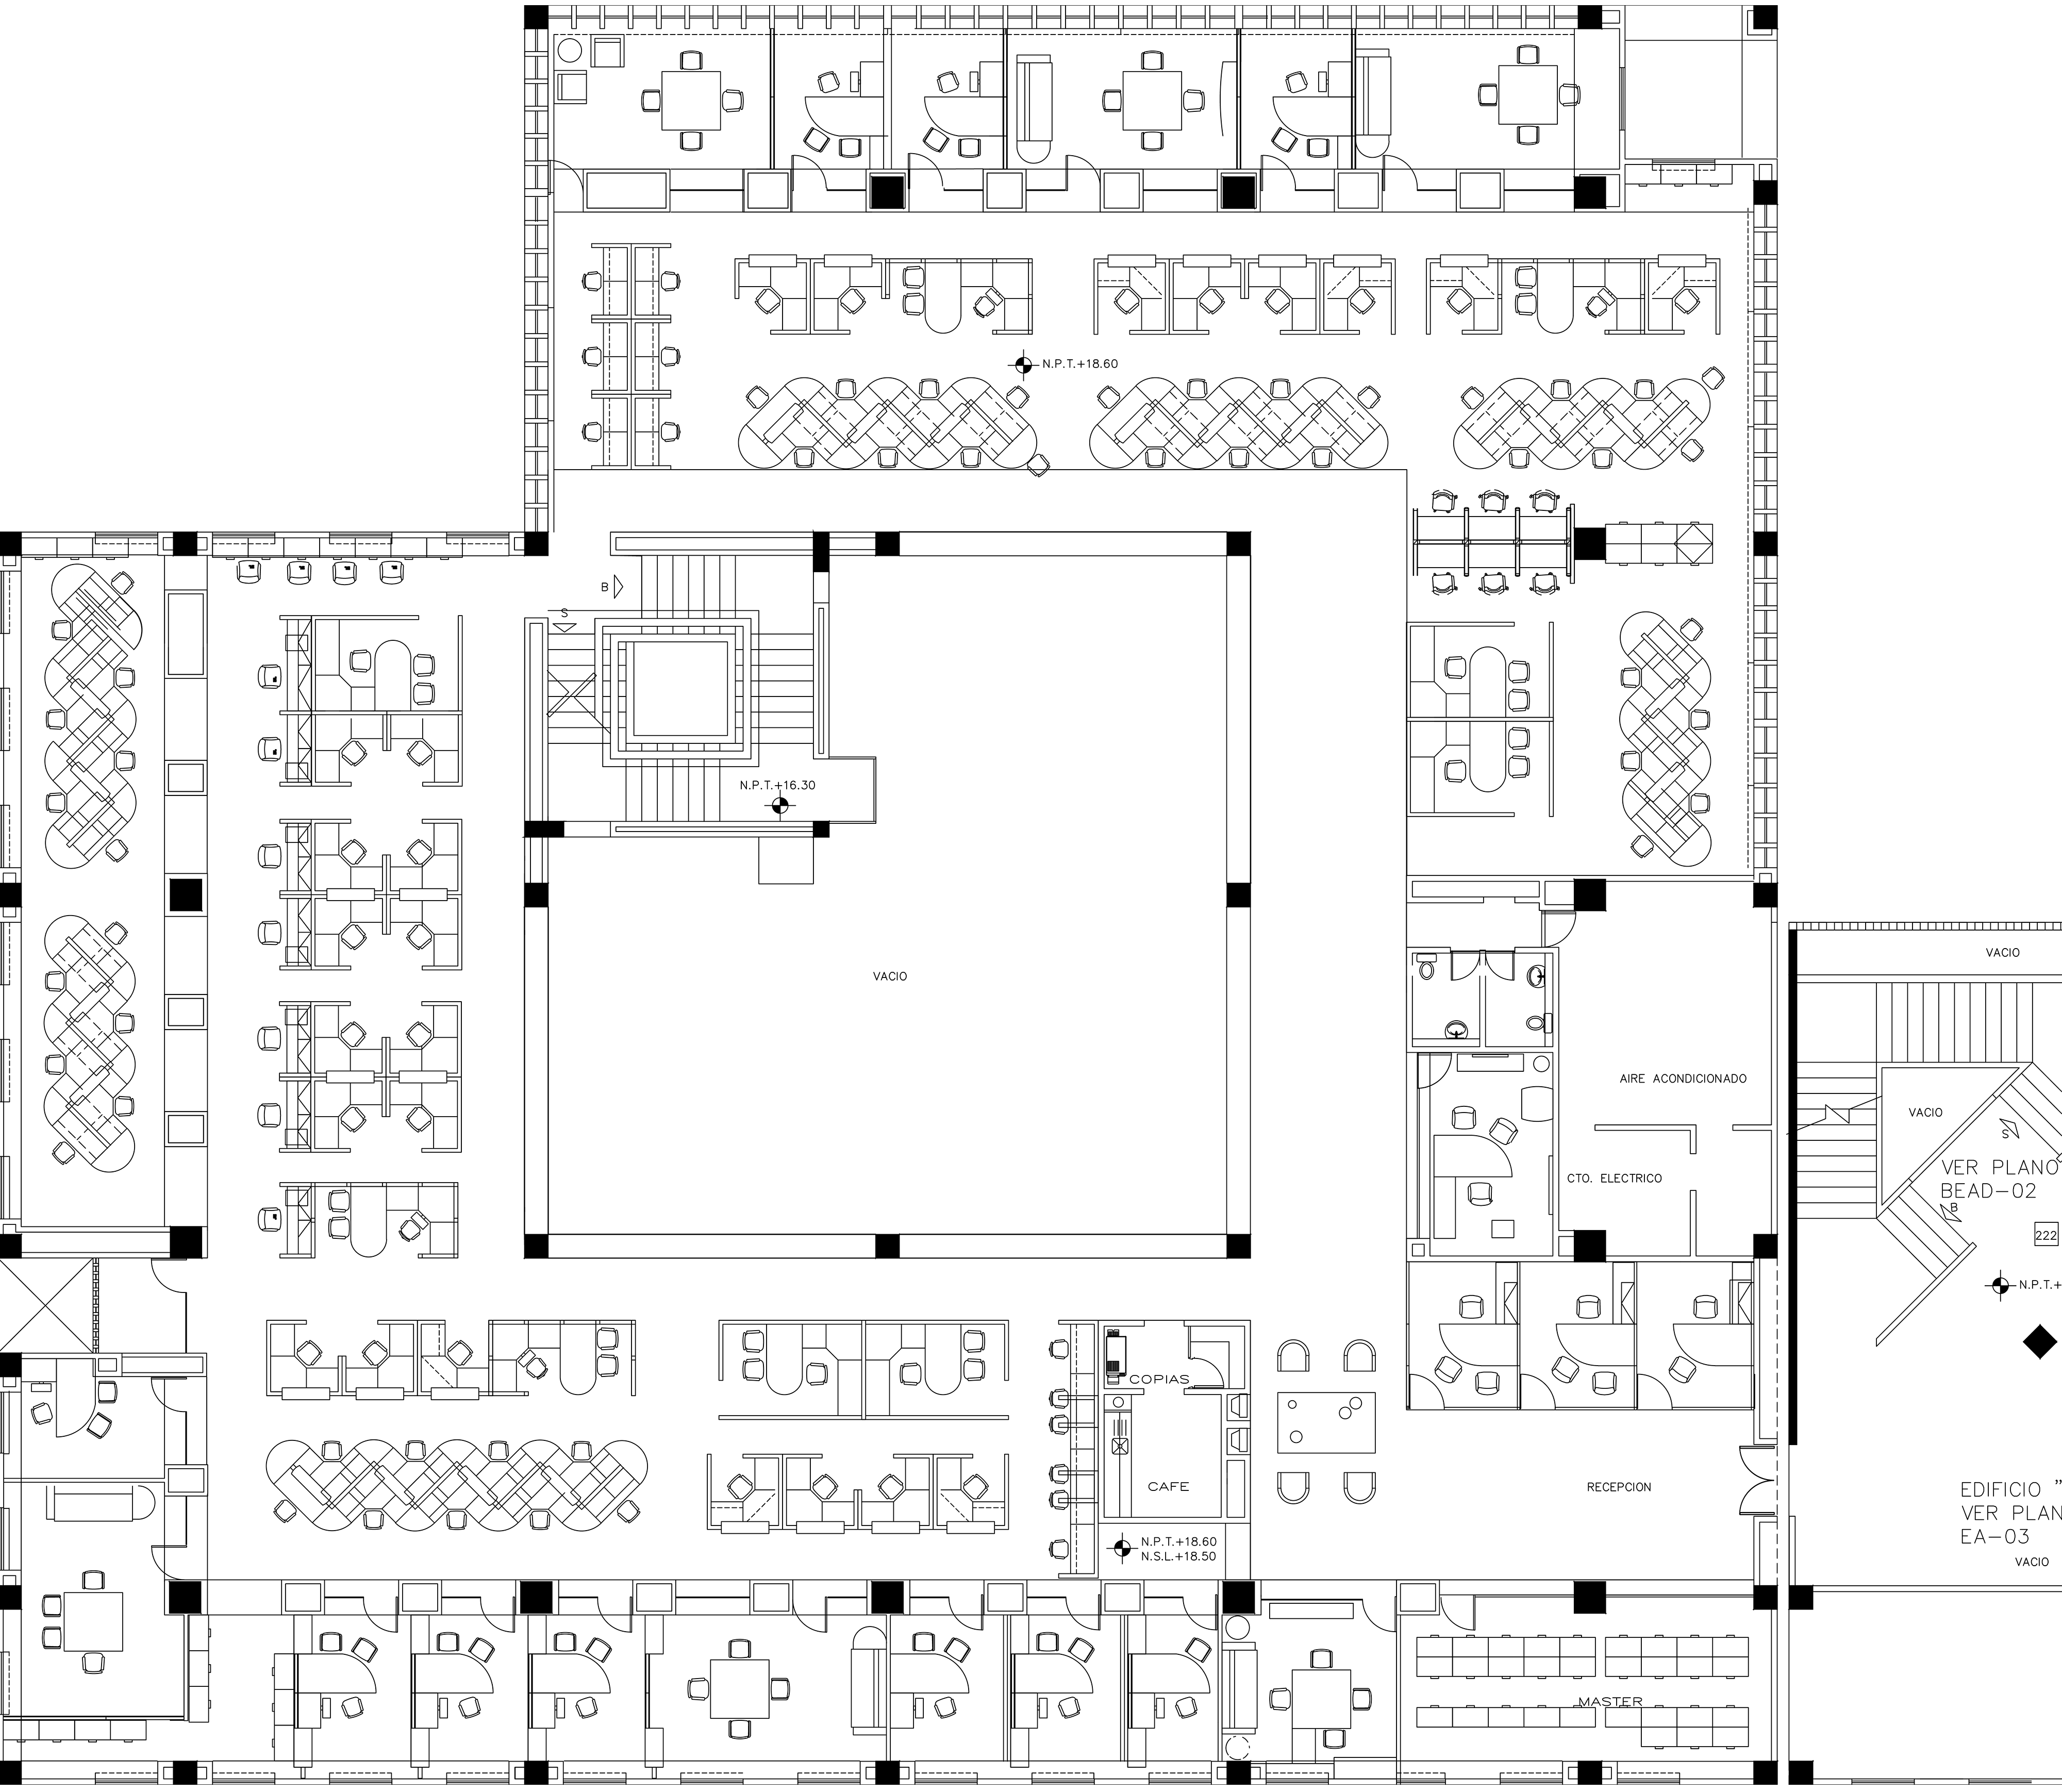 N.P.T.+18.60
B
S
N.P.T.+16.30
VACIO
VACIO
AIRE ACONDICIONADO
VACIO
S
CTO. ELECTRICO
VER PLANO
BEAD-02
B
222
N.P.T.+
COPIAS
CAFE
RECEPCION
EDIFICIO "
VER PLAN
EA-03
N.P.T.+18.60
N.S.L.+18.50
VACIO
MASTER